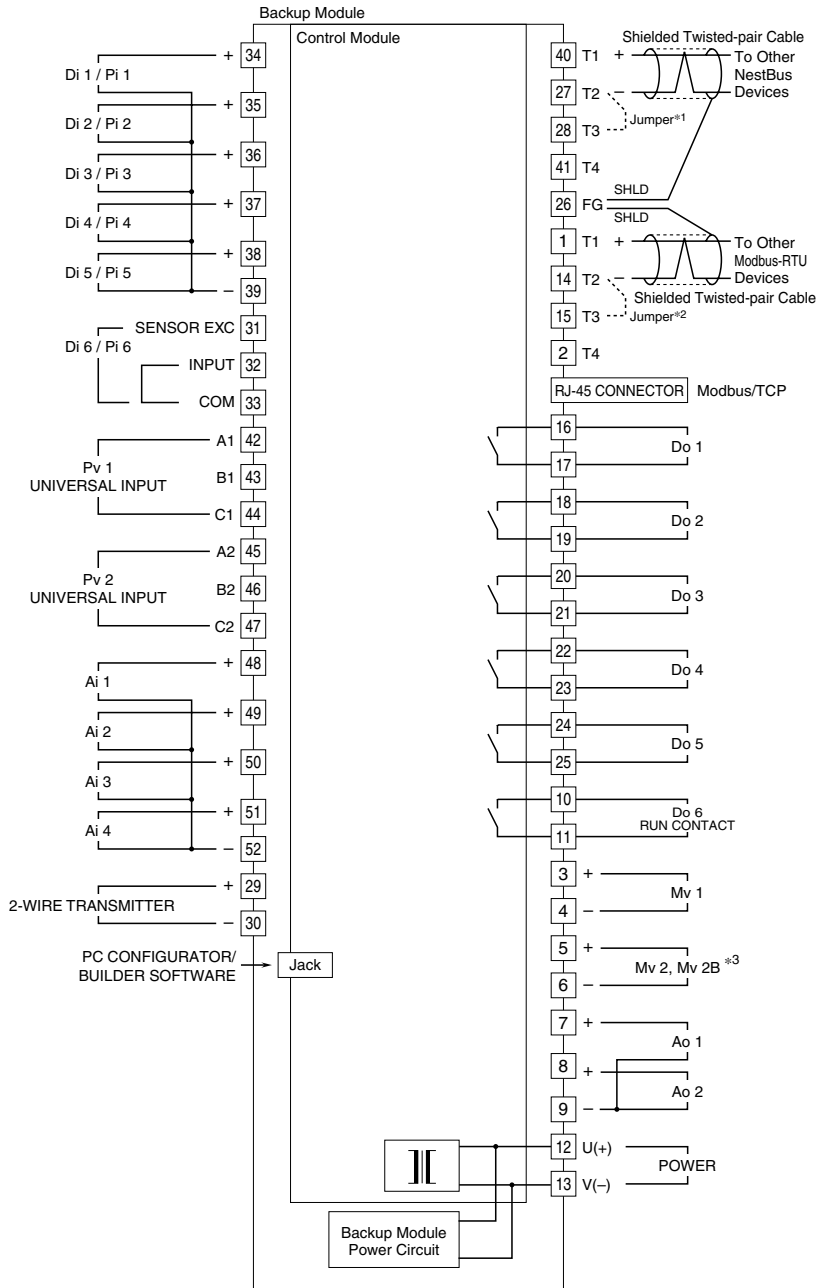 Backup Module
Control Module
Di 1 / Pi 1
+ 34
Di 2 / Pi 2
+ 35
Di 3 / Pi 3
+ 36
Di 4 / Pi 4
+ 37
Di 5 / Pi 5
+ 38
− 39
Di 6 / Pi 6
SENSOR EXC 31
INPUT 32
COM 33
Pv 1
UNIVERSAL INPUT
A1 42
B1 43
C1 44
Pv 2
UNIVERSAL INPUT
A2 45
B2 46
C2 47
Ai 1
+ 48
Ai 2
+ 49
Ai 3
+ 50
Ai 4
+ 51
− 52
2-WIRE TRANSMITTER
+ 29
− 30
PC CONFIGURATOR/
BUILDER SOFTWARE
Jack
Shielded Twisted-pair Cable
40 T1 +
27 T2 −
To Other
NestBus
Devices
28 T3
Jumper*1
41 T4
26 FG
SHLD
SHLD
1 T1 +
14 T2 −
To Other
Modbus-RTU
Devices
Shielded Twisted-pair Cable
15 T3
Jumper*2
2 T4
RJ-45 CONNECTOR Modbus/TCP
16
17
Do 1
18
19
Do 2
20
21
Do 3
22
23
Do 4
24
25
Do 5
10
11
Do 6
RUN CONTACT
3 +
4 −
Mv 1
5 +
6 −
Mv 2, Mv 2B *3
7 +
Ao 1
8 +
9 −
Ao 2
12 U(+)
13 V(−)
POWER
Backup Module
Power Circuit